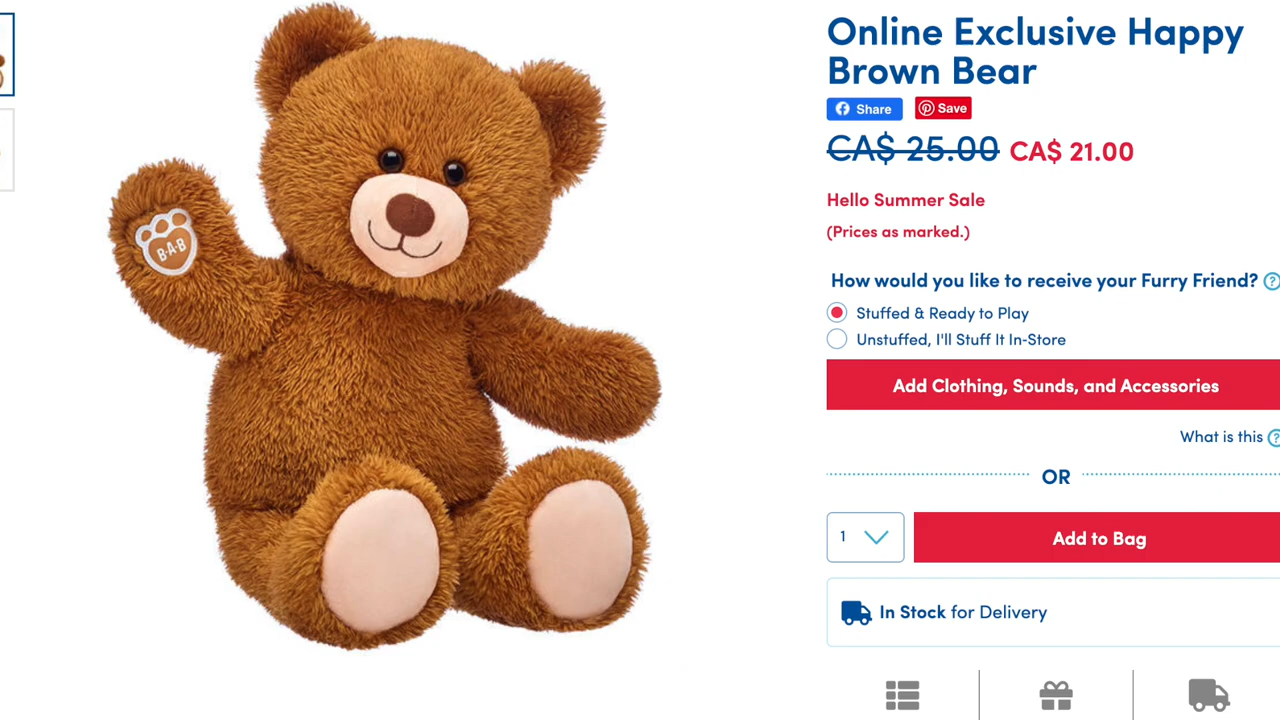 Online Exclusive Happy
Brown Bear
Share
Save
CA$ 25.00 CA$ 21.00
Hello Summer Sale
(Prices as marked.)
How would you like to receive your Furry Friend? ?
Stuffed & Ready to Play
Unstuffed, I'll Stuff It In-Store
Add Clothing, Sounds, and Accessories
What is this ?
OR
1
Add to Bag
In Stock for Delivery
B·A·B